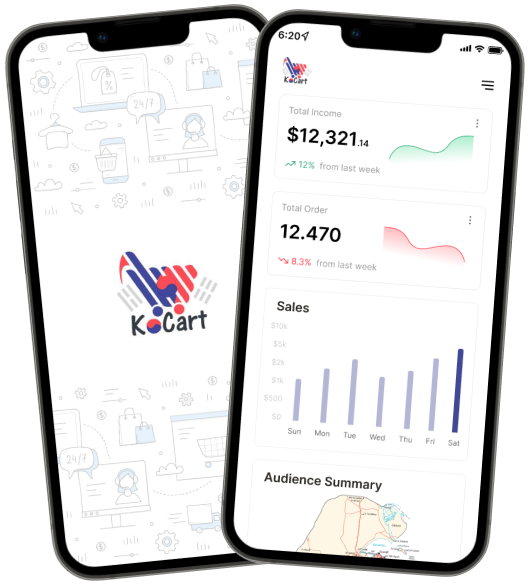 24/7
KoCart
24/7
6:20
KoCart
Total Income
$12,321.14
12% from last week
Total Order
12.470
8.3% from last week
Sales
$10k
$5k
$2k
$1k
$500
$0
Sun Mon Tue Wed Thu Fri Sat
Audience Summary